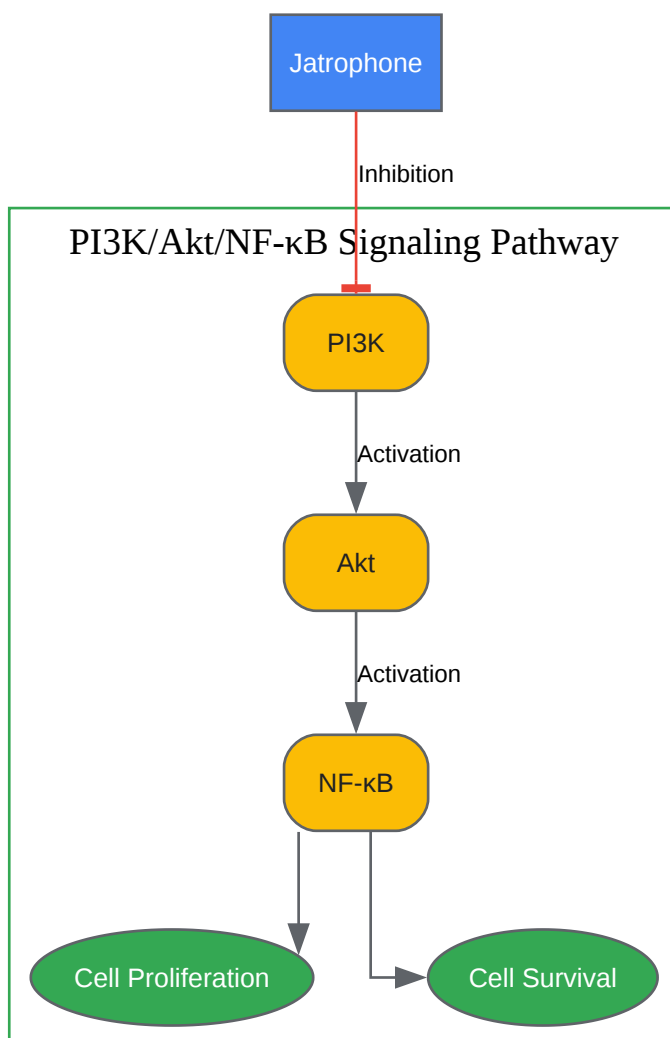 Jatrophone
Inhibition
PI3K/Akt/NF-κB Signaling Pathway
PI3K
Activation
Akt
Activation
NF-κB
Cell Proliferation
Cell Survival